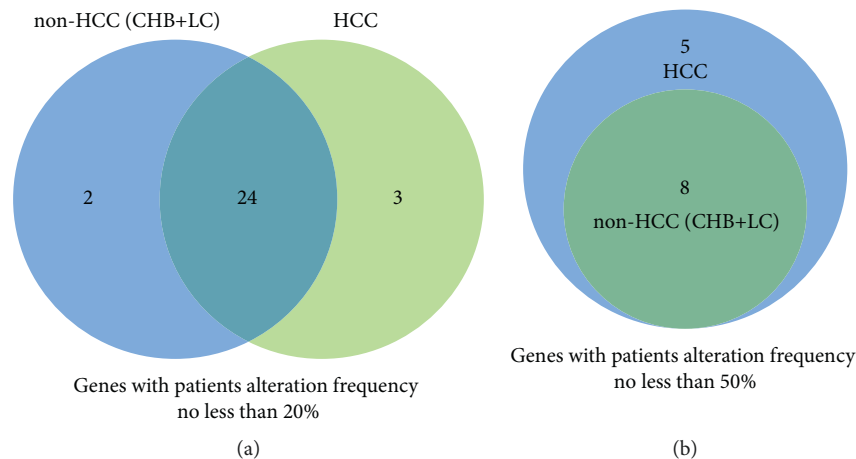 non-HCC (CHB+LC)
HCC
2
24
3
Genes with patients alteration frequency
no less than 20%
(a)
5
HCC
8
non-HCC (CHB+LC)
Genes with patients alteration frequency
no less than 50%
(b)